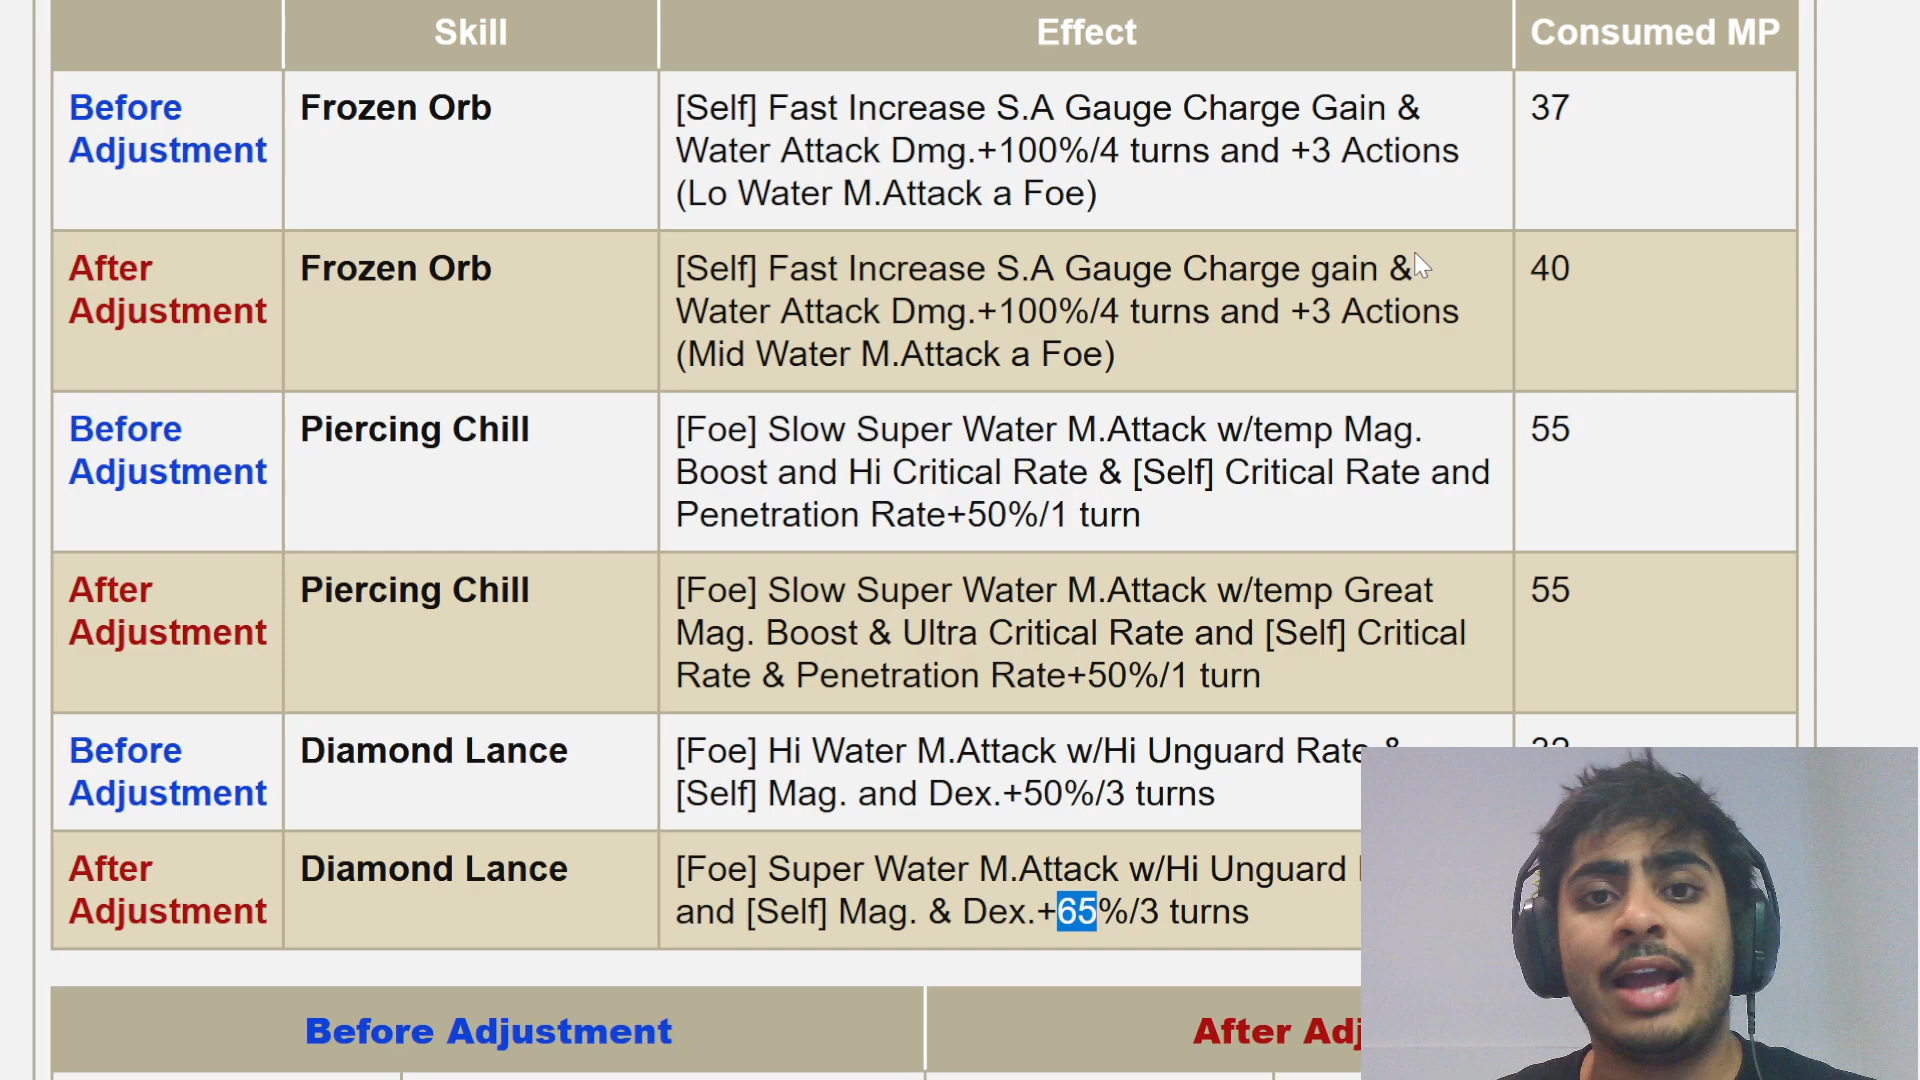 Skill Effect Consumed MP
Before Adjustment Frozen Orb [Self] Fast Increase S.A Gauge Charge Gain & 37
Water Attack Dmg.+100%/4 turns and +3 Actions
(Lo Water M.Attack a Foe)
After Adjustment Frozen Orb [Self] Fast Increase S.A Gauge Charge gain & 40
Water Attack Dmg.+100%/4 turns and +3 Actions
(Mid Water M.Attack a Foe)
Before Adjustment Piercing Chill [Foe] Slow Super Water M.Attack w/temp Mag. 55
Boost and Hi Critical Rate & [Self] Critical Rate and
Penetration Rate+50%/1 turn
After Adjustment Piercing Chill [Foe] Slow Super Water M.Attack w/temp Great 55
Mag. Boost & Ultra Critical Rate and [Self] Critical
Rate & Penetration Rate+50%/1 turn
Before Adjustment Diamond Lance [Foe] Hi Water M.Attack w/Hi Unguard Rate &
[Self] Mag. and Dex.+50%/3 turns
After Adjustment Diamond Lance [Foe] Super Water M.Attack w/Hi Unguard
and [Self] Mag. & Dex.+65%/3 turns
Before Adjustment After